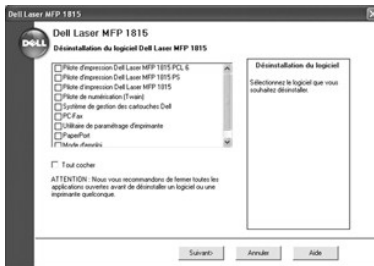 Dell Laser MFP 1815
DELL
Dell Laser MFP 1815
Désinstallation du logiciel Dell Laser MFP 1815
Pilote d'impression Dell Laser MFP 1815 PCL 6
Pilote d'impression Dell Laser MFP 1815 PS
Pilote d'impression Dell Laser MFP 1815
Pilote de numérisation (Twain)
Système de gestion des cartouches Dell
PC-Fax
Utilitaire de paramétrage d'imprimante
PaperPort
Mode d'emploi
Tout cocher
ATTENTION : Nous vous recommandons de fermer toutes les
applications ouvertes avant de désinstaller un logiciel ou une
imprimante quelconque.
Désinstallation du logiciel
Sélectionnez le logiciel que vous
souhaitez désinstaller.
Suivant>
Annuler
Aide